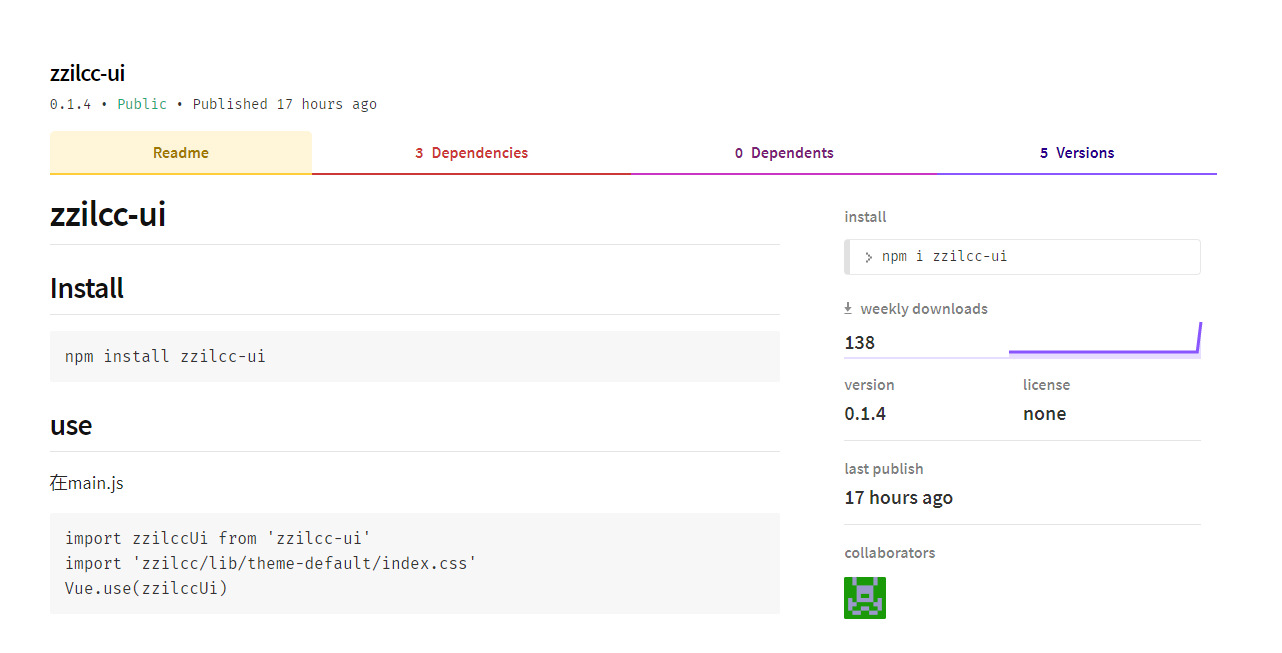 zzilcc-ui
0.1.4 • Public • Published 17 hours ago
Readme
3 Dependencies
0 Dependents
5 Versions
zzilcc-ui
Install
npm install zzilcc-ui
use
在main.js
import zzilccUi from 'zzilcc-ui'
import 'zzilcc/lib/theme-default/index.css'
Vue.use(zzilccUi)
install
> npm i zzilcc-ui
weekly downloads
138
version
0.1.4
license
none
last publish
17 hours ago
collaborators